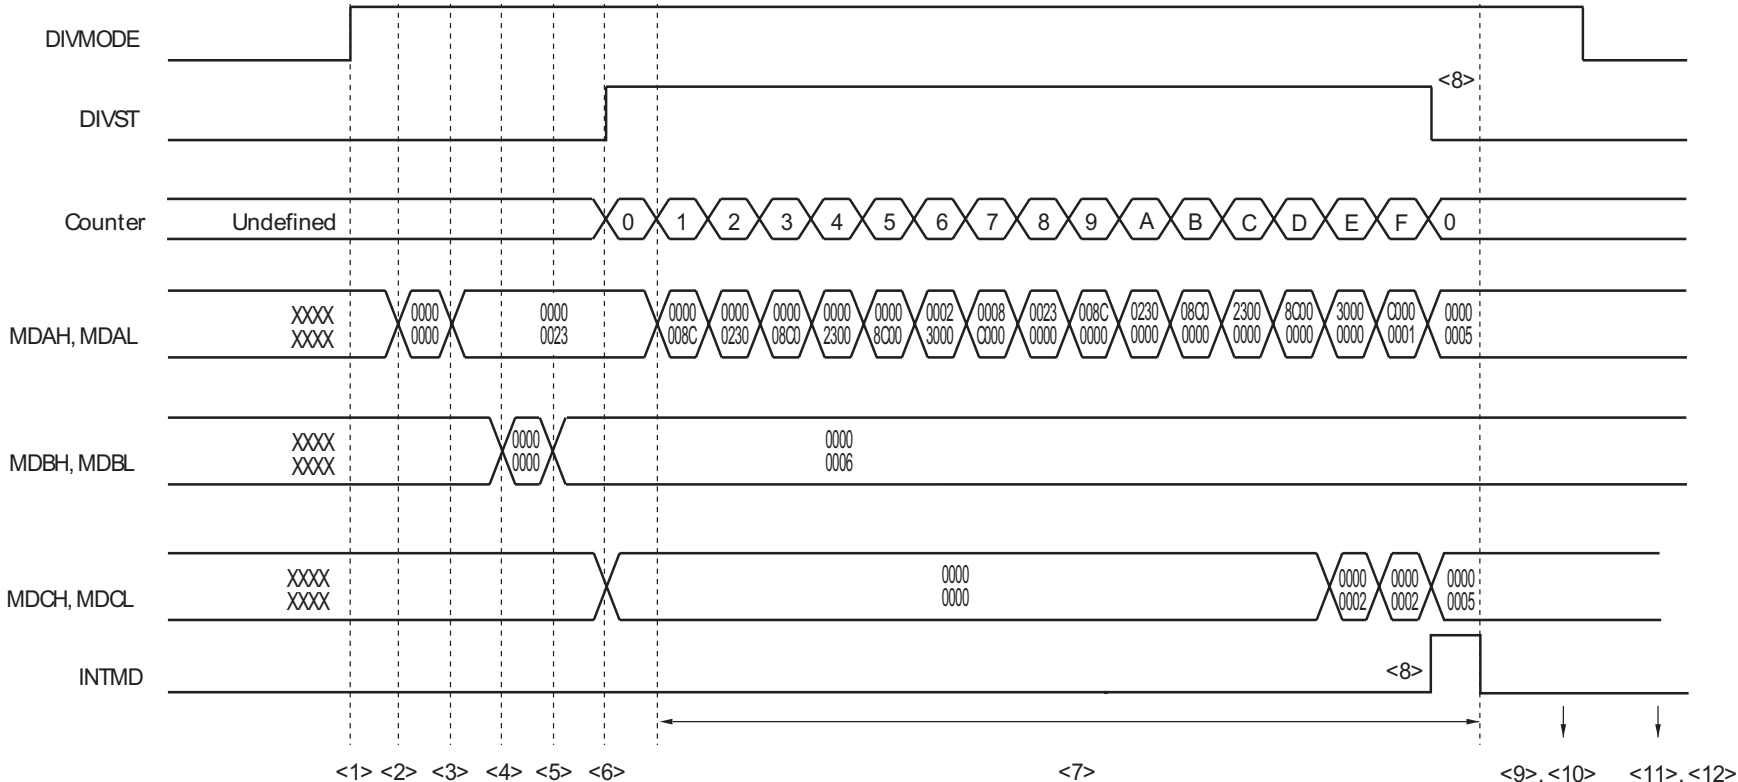 DIVMODE
<8>
DIVST
Counter Undefined 0 1 2 3 4 5 6 7 8 9 A B C D E F 0
XXXX 0000 0000 0000 0000 0000 0000 0000 0002 0008 0023 008C 0230 08C0 2300 8C00 3000 C000 0000
MDAH, MDAL
XXXX 0000 0023 008C 0230 08C0 2300 8C00 3000 C000 0000 0000 0000 0000 0000 0000 0000 0001 0005
XXXX 0000 0000
MDBH, MDBL
XXXX 0000 0006
XXXX 0000 0000 0000 0000
MDCH, MDCL
XXXX 0000 0002 0002 0005
INTMD <8>
<1> <2> <3> <4> <5> <6> <7> <9>, <10> <11>, <12>